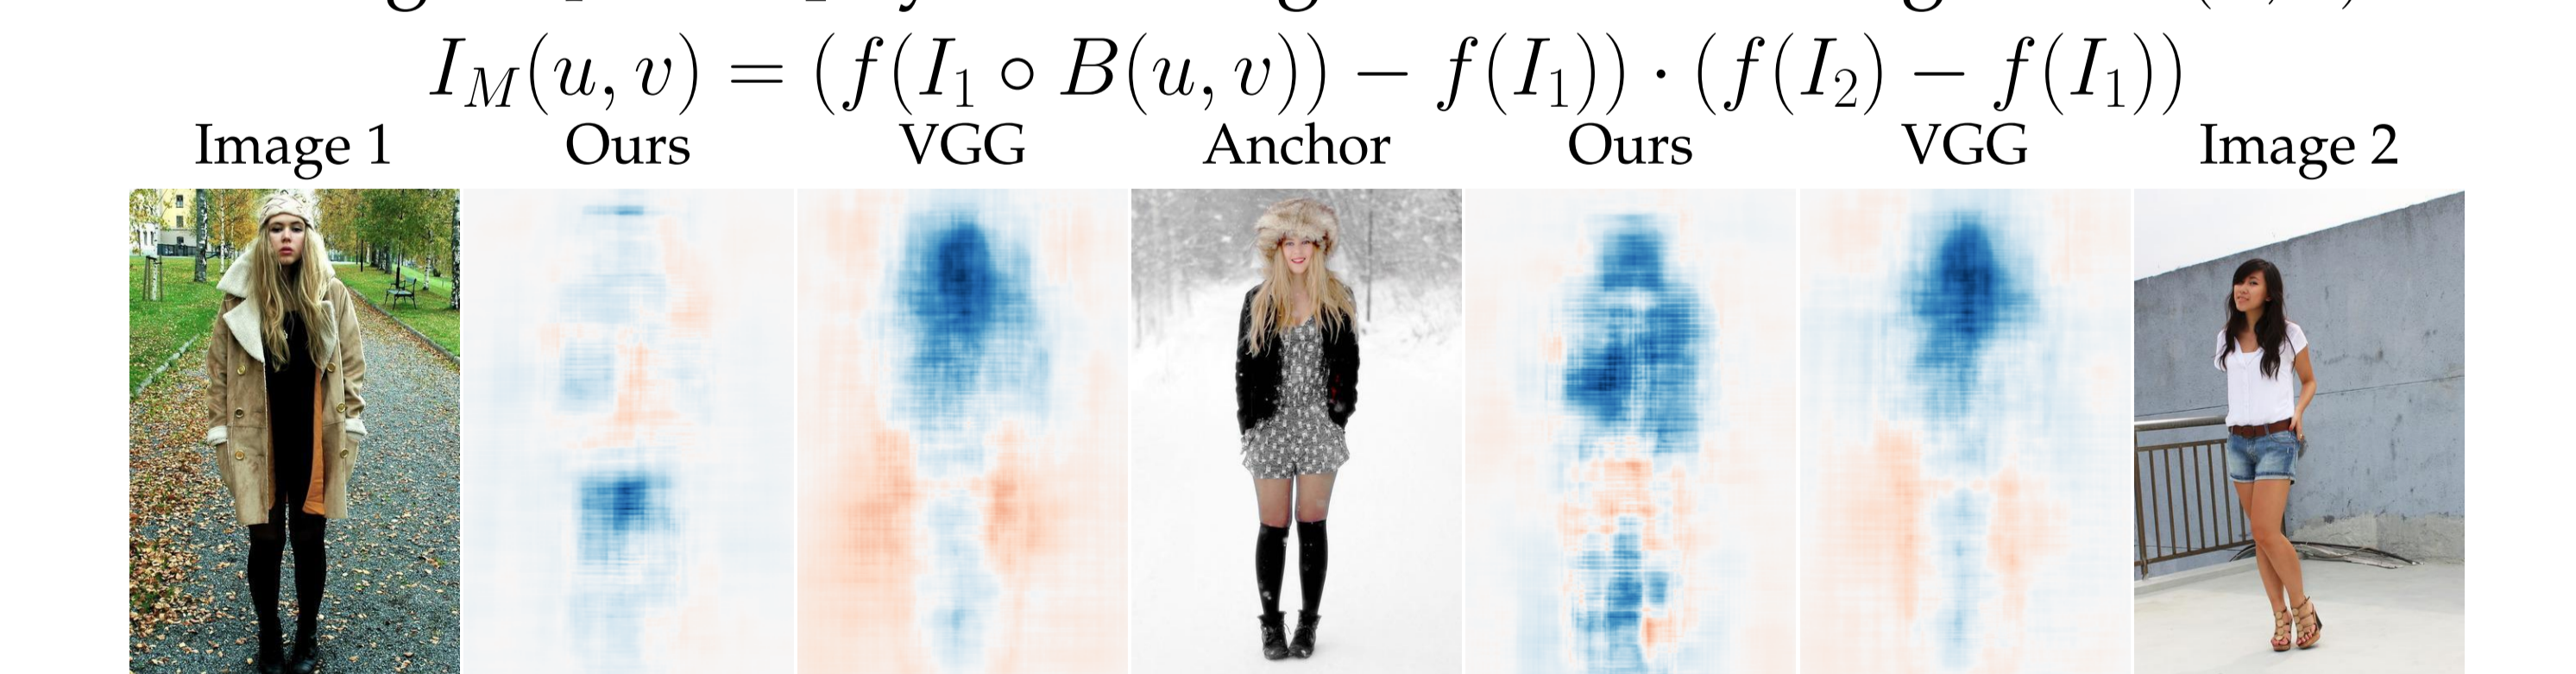 I_M(u, v) = (f(I_1 ∘ B(u, v)) − f(I_1)) · (f(I_2) − f(I_1))
Image 1 Ours VGG Anchor Ours VGG Image 2